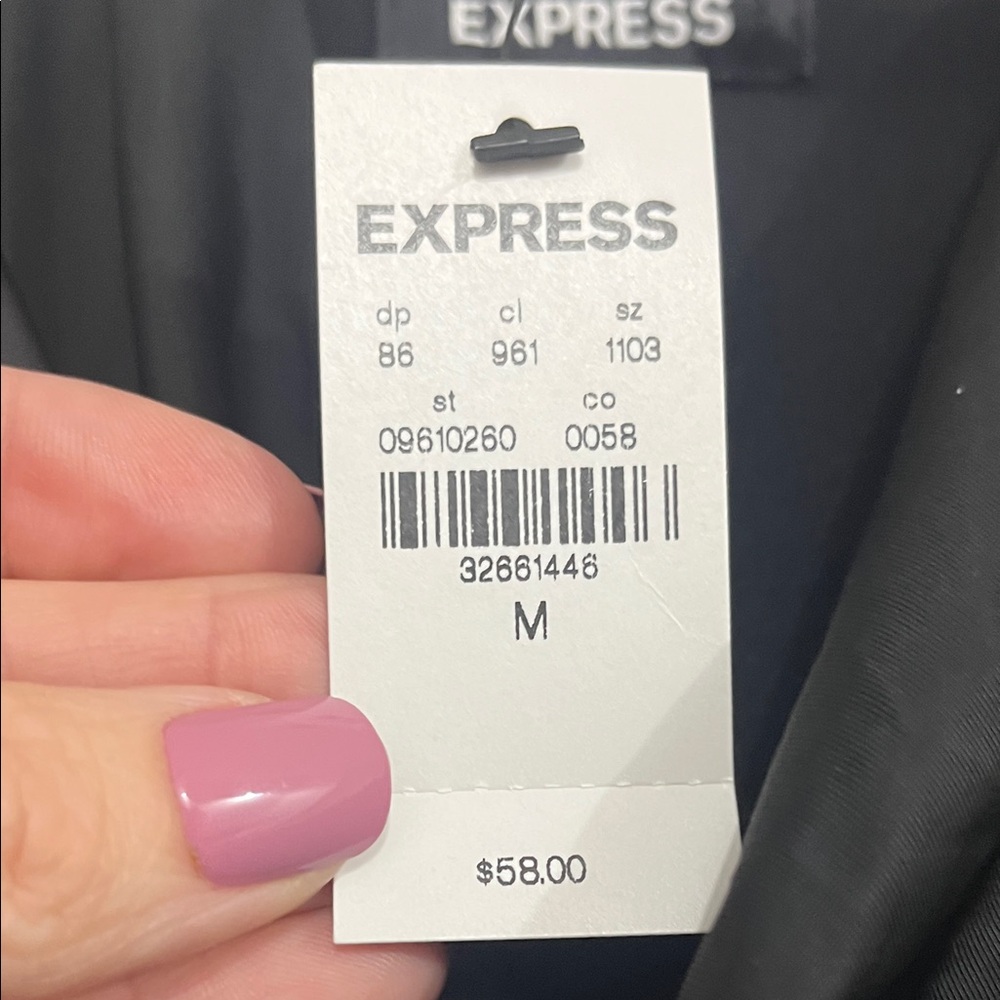 EXPRESS
EXPRESS
dp cl sz
86 961 1103
st co
09610260 0058
32661446
M
$58.00